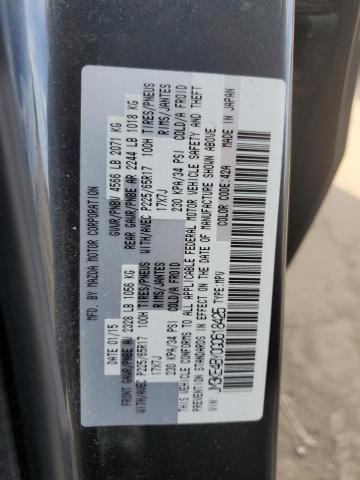 MFD. BY MAZDA MOTOR CORPORATION
DATE: 01/15 GVWR/PNBV 4566 LB 2071 KG
FRONT GAWR/PNBE AV 2328 LB 1056 KG REAR GAWR/PNBE AR 2244 LB 1018 KG
WITH/AVEC P225/65R17 100H TIRES/PNEUS WITH/AVEC P225/65R17 100H TIRES/PNEUS
17X7J RIMS/JANTES 17X7J RIMS/JANTES
230 KPA/34 PSI COLD/A FROID 230 KPA/34 PSI COLD/A FROID
THIS VEHICLE CONFORMS TO ALL APPLICABLE FEDERAL MOTOR VEHICLE SAFETY AND THEFT
PREVENTION STANDARDS IN EFFECT ON THE DATE OF MANUFACTURE SHOWN ABOVE.
TYPE: MPV COLOR CODE: 42A MADE IN JAPAN
VIN: